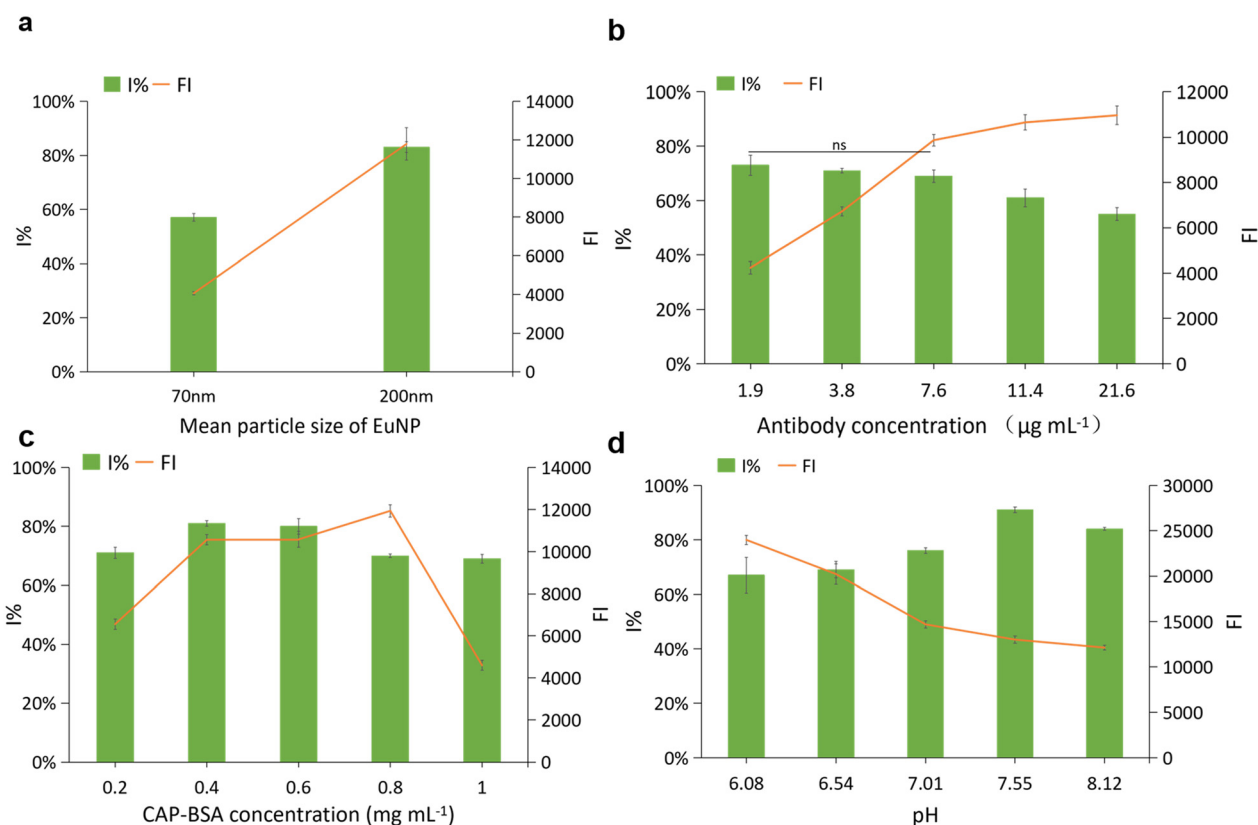 a
I% FI
100%
80%
60%
40%
20%
0%
I%
14000
12000
10000
8000
6000
4000
2000
0
FI
70nm 200nm
Mean particle size of EuNP
b
I% FI
100%
80%
60%
40%
20%
0%
I%
ns
12000
10000
8000
6000
4000
2000
0
FI
1.9 3.8 7.6 11.4 21.6
Antibody concentration （μg mL-1）
c
I% FI
100%
80%
60%
40%
20%
0%
I%
14000
12000
10000
8000
6000
4000
2000
0
FI
0.2 0.4 0.6 0.8 1
CAP-BSA concentration (mg mL-1)
d
I% FI
100%
80%
60%
40%
20%
0%
I%
30000
25000
20000
15000
10000
5000
0
FI
6.08 6.54 7.01 7.55 8.12
pH